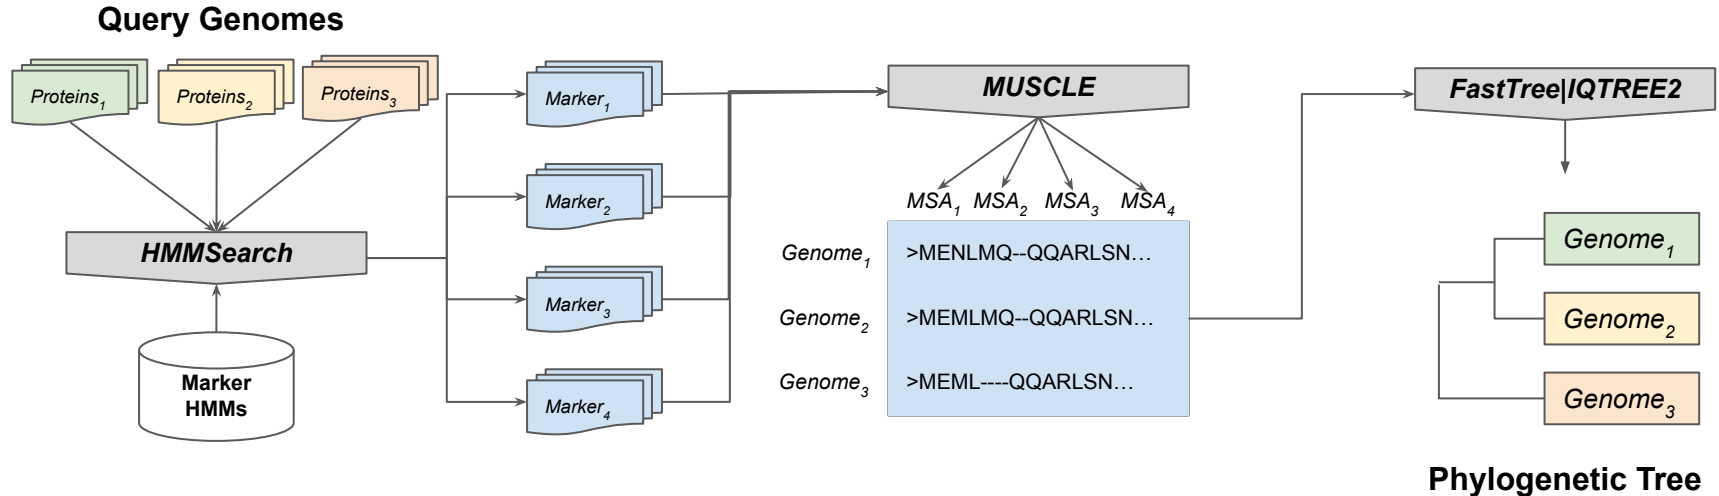 Query Genomes
Proteins1
Proteins2
Proteins3
HMMSearch
Marker
HMMs
Marker1
Marker2
Marker3
Marker4
MUSCLE
MSA1 MSA2 MSA3 MSA4
Genome1 >MENLMQ--QQARLSN…
Genome2 >MEMLMQ--QQARLSN…
Genome3 >MEML----QQARLSN…
FastTree|IQTREE2
Genome1
Genome2
Genome3
Phylogenetic Tree